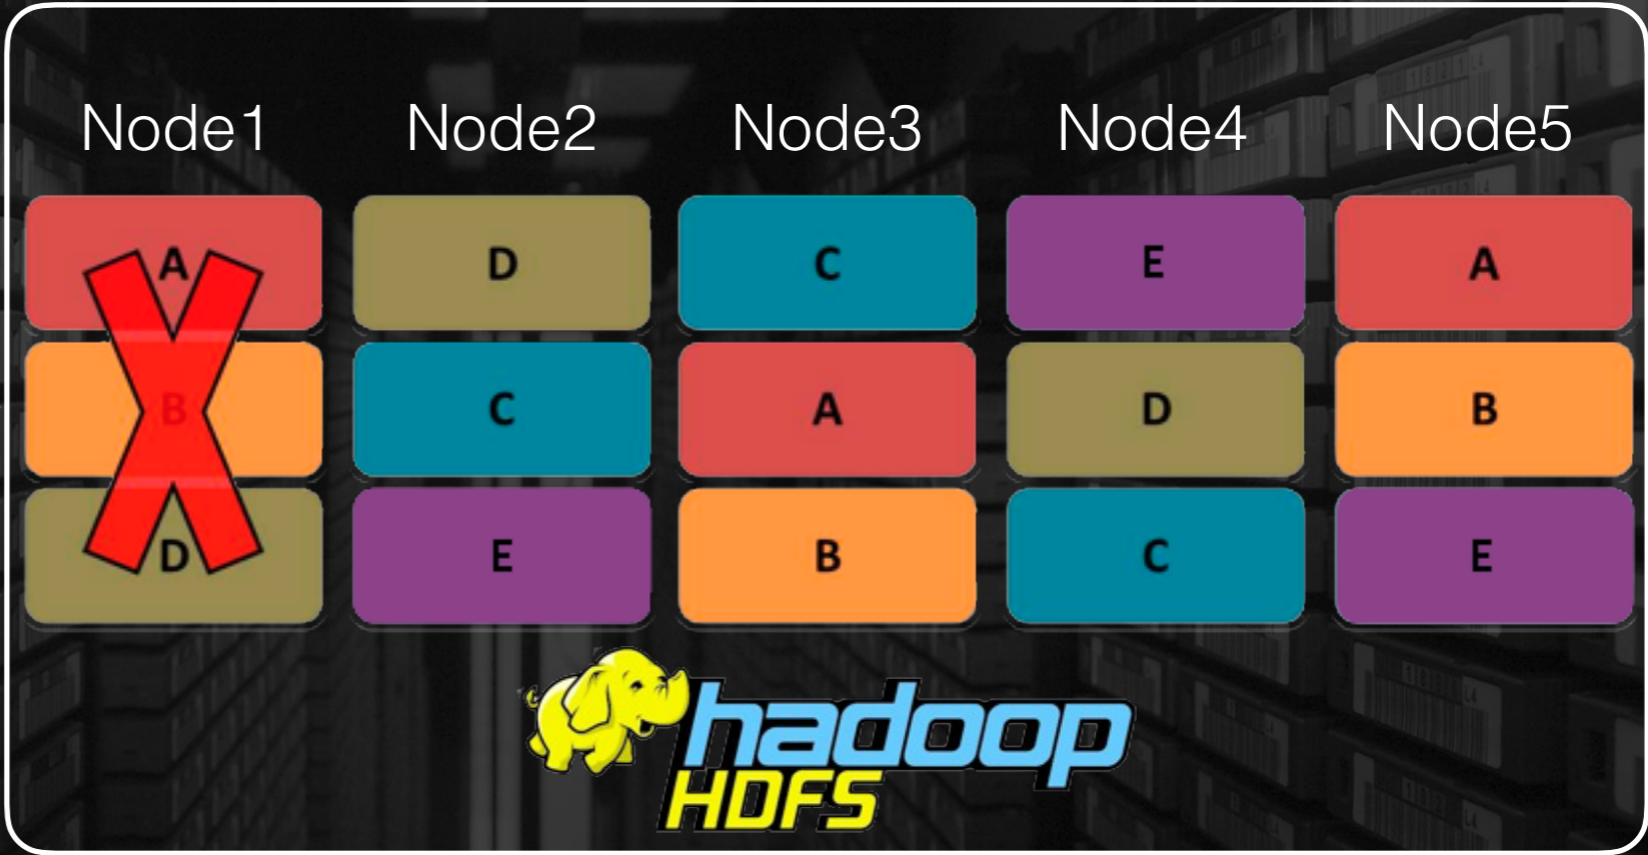 Node1 Node2 Node3 Node4 Node5
A D C E A
B C A D B
D E B C E
hadoop
HDFS